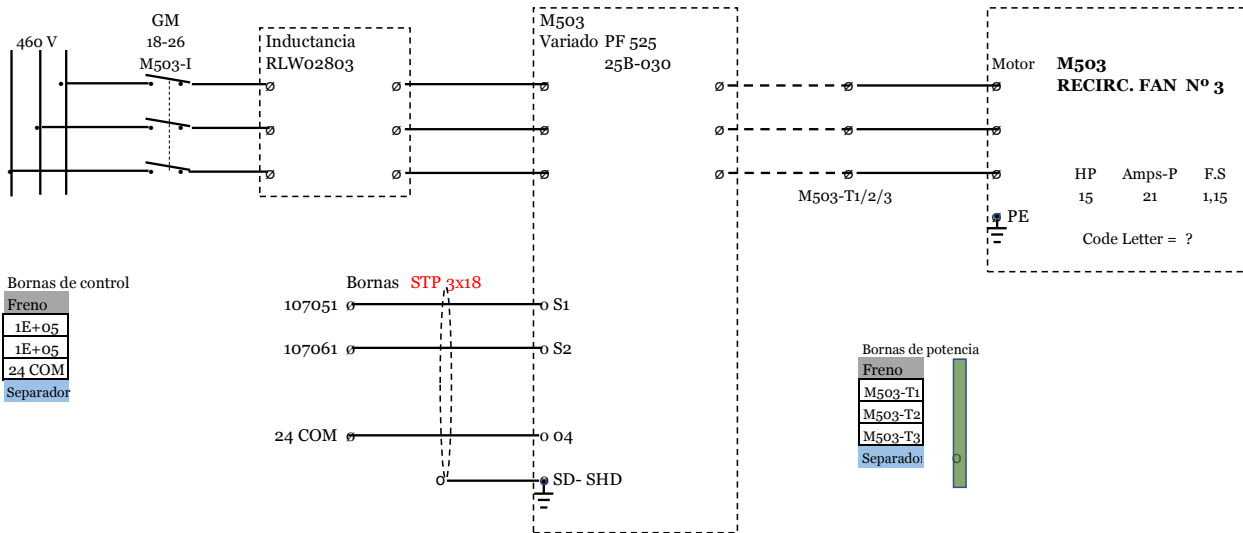 460 V
GM
18-26
M503-I
Inductancia
RLW02803
M503
Variado PF 525
25B-030
Motor M503
RECIRC. FAN Nº 3
HP Amps-P F.S
15 21 1,15
M503-T1/2/3
PE
Code Letter = ?
Bornas de control
Freno
1E+05
1E+05
24 COM
Separador
Bornas STP 3x18
107051 S1
107061 S2
24 COM 04
SD- SHD
Bornas de potencia
Freno
M503-T1
M503-T2
M503-T3
Separador